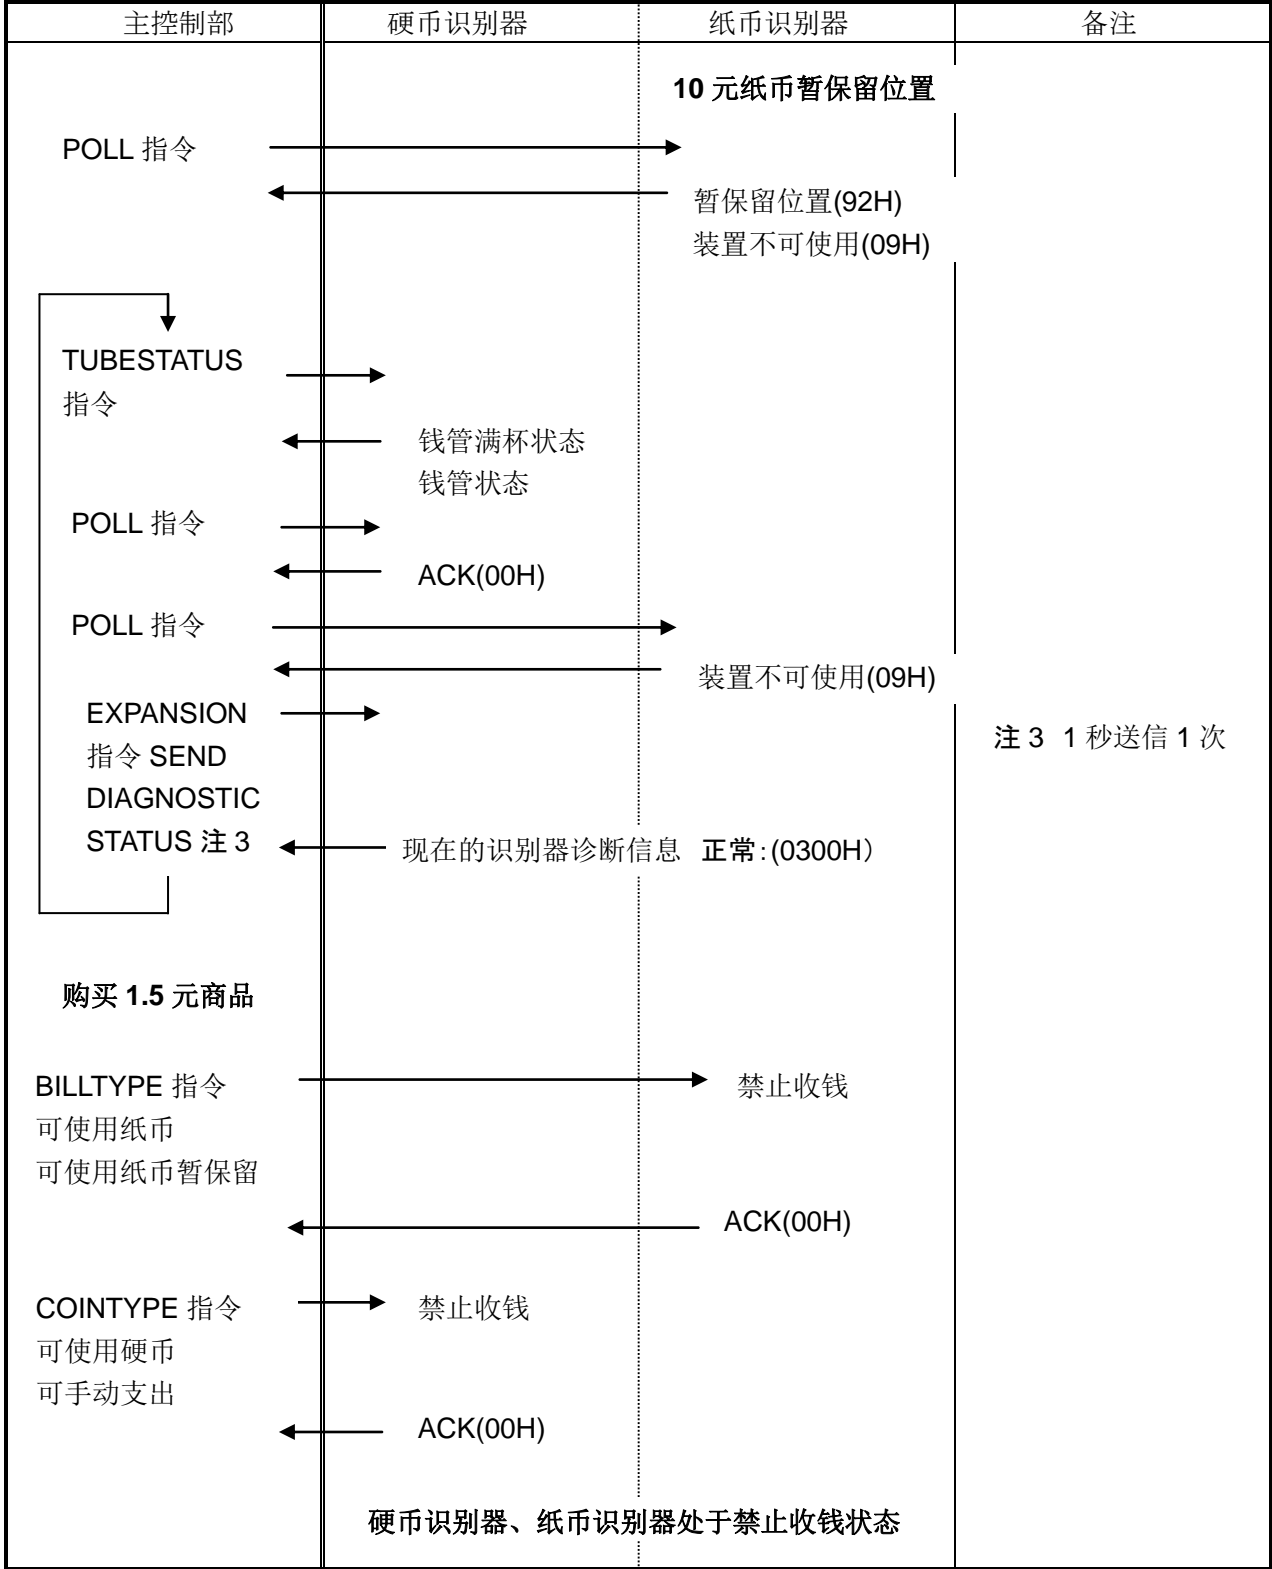 主控制部
硬币识别器
纸币识别器
备注
10 元纸币暂保留位置
POLL 指令
暂保留位置(92H)
装置不可使用(09H)
TUBESTATUS
指令
钱管满杯状态
钱管状态
POLL 指令
ACK(00H)
POLL 指令
装置不可使用(09H)
EXPANSION
指令 SEND
DIAGNOSTIC
STATUS 注 3
注 3 1 秒送信 1 次
现在的识别器诊断信息 正常:(0300H）
购买 1.5 元商品
BILLTYPE 指令
可使用纸币
可使用纸币暂保留
禁止收钱
ACK(00H)
COINTYPE 指令
可使用硬币
可手动支出
禁止收钱
ACK(00H)
硬币识别器、纸币识别器处于禁止收钱状态